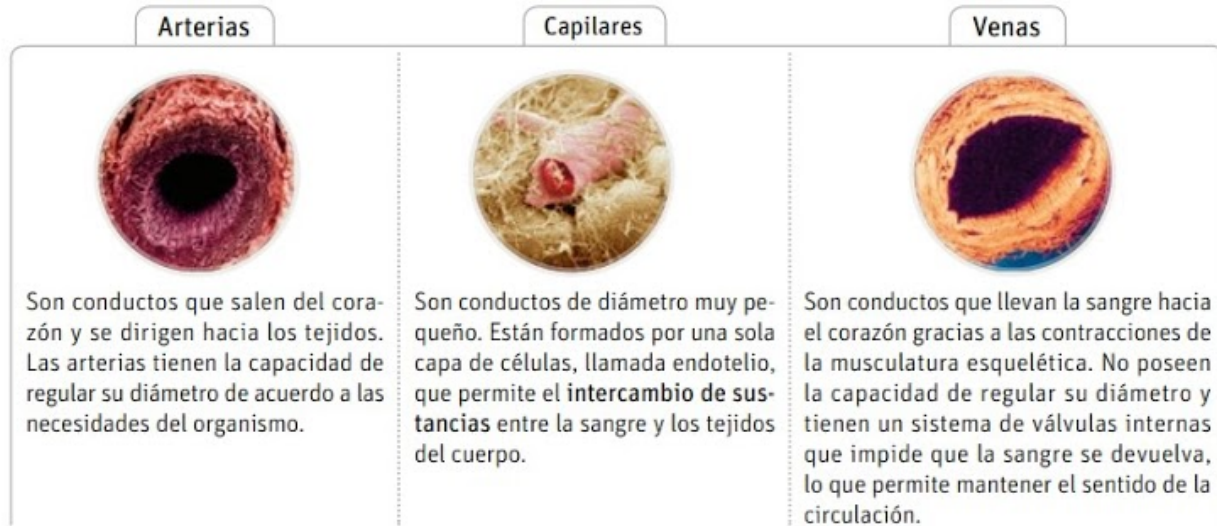 Arterias
Son conductos que salen del cora-
zón y se dirigen hacia los tejidos.
Las arterias tienen la capacidad de
regular su diámetro de acuerdo a las
necesidades del organismo.
Capilares
Son conductos de diámetro muy pe-
queño. Están formados por una sola
capa de células, llamada endotelio,
que permite el intercambio de sus-
tancias entre la sangre y los tejidos
del cuerpo.
Venas
Son conductos que llevan la sangre hacia
el corazón gracias a las contracciones de
la musculatura esquelética. No poseen
la capacidad de regular su diámetro y
tienen un sistema de válvulas internas
que impide que la sangre se devuelva,
lo que permite mantener el sentido de la
circulación.